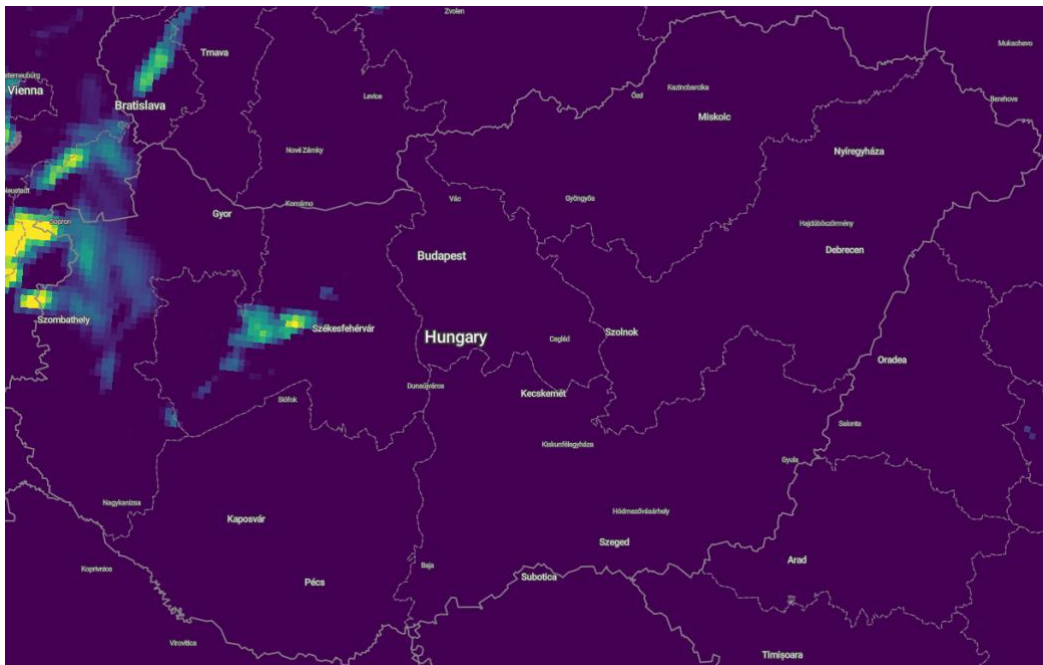 Zvolen
Mukachevo
Trnava
Vienna
Kazincbarcika
Levice
Ózd
Berehove
Bratislava
Miskolc
Nové Zámky
Nyíregyháza
Vác
Gyöngyös
Komárno
Gyor
Sopron
Hajdúböszörmény
Debrecen
Budapest
Szombathely
Székesfehérvár
Hungary
Cegléd
Szolnok
Oradea
Dunaújváros
Kecskemét
Siófok
Salonta
Kiskunfélegyháza
Gyula
Nagykanizsa
Hódmezővásárhely
Kaposvár
Szeged
Arad
Koprivnica
Baja
Subotica
Pécs
Virovitica
Timișoara